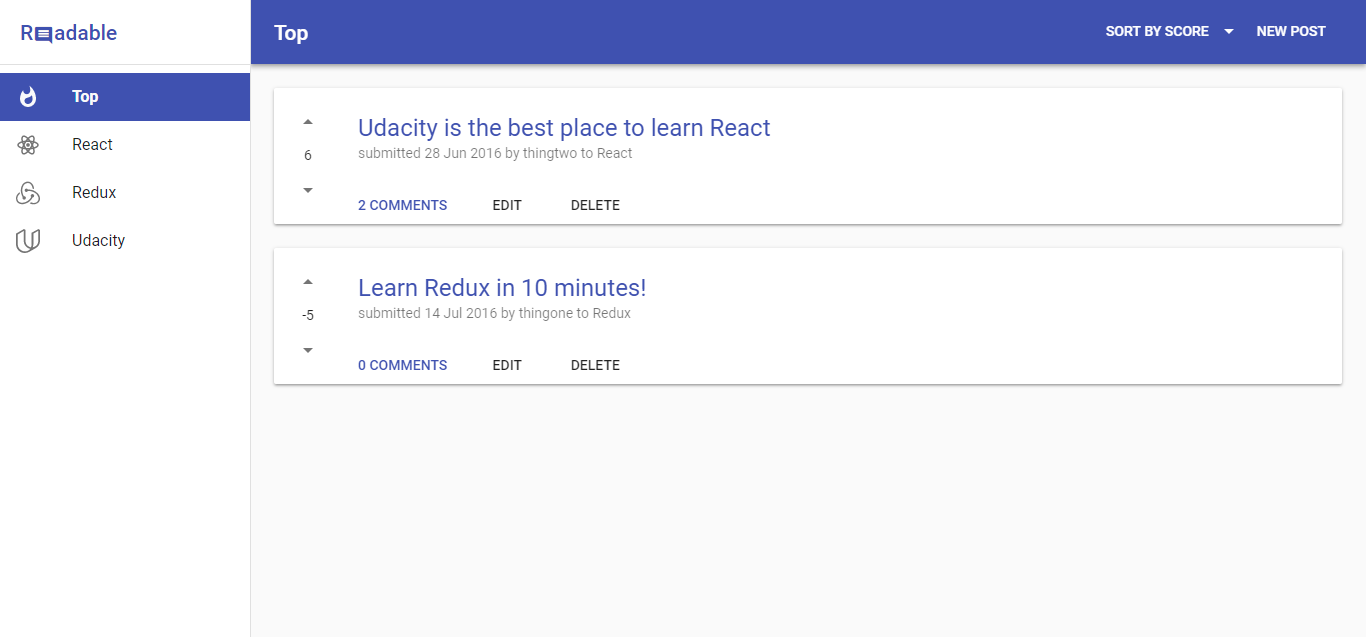 Readable
Top
React
Redux
Udacity
Top
SORT BY SCORE NEW POST
Udacity is the best place to learn React
submitted 28 Jun 2016 by thingtwo to React
6
2 COMMENTS EDIT DELETE
Learn Redux in 10 minutes!
submitted 14 Jul 2016 by thingone to Redux
-5
0 COMMENTS EDIT DELETE